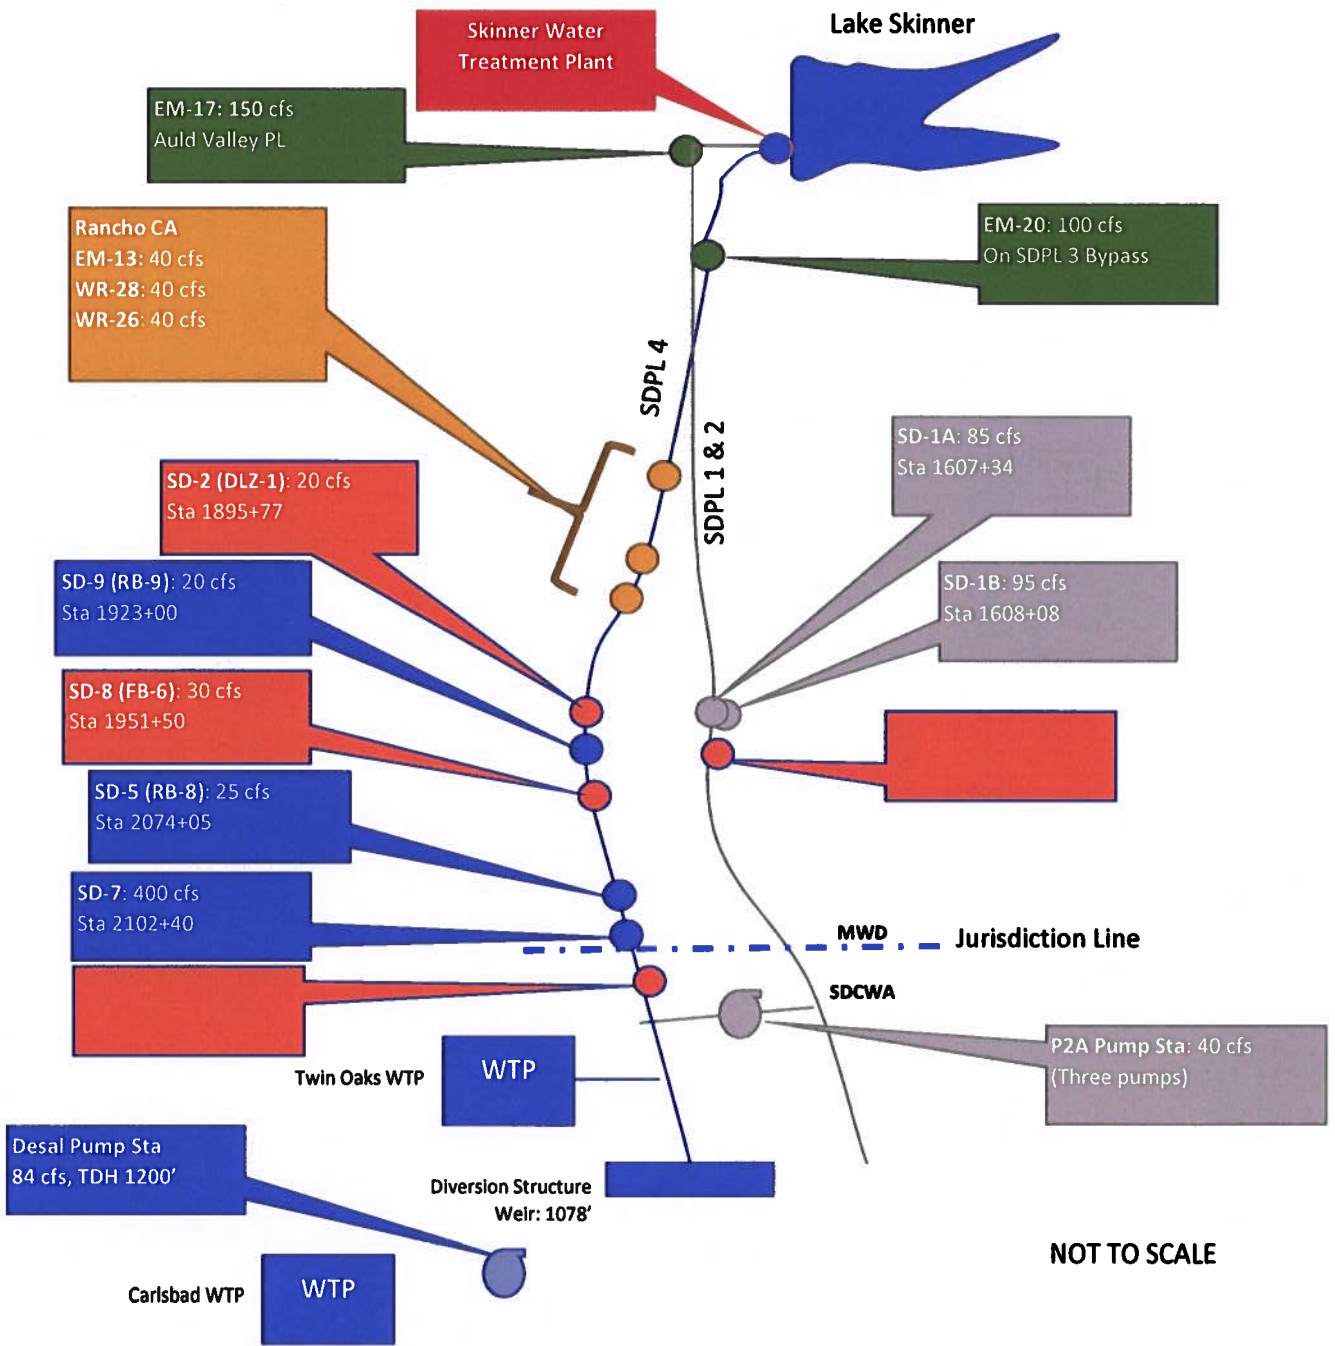 Lake Skinner
Skinner Water
Treatment Plant
EM-17: 150 cfs
Auld Valley PL
Rancho CA
EM-13: 40 cfs
WR-28: 40 cfs
WR-26: 40 cfs
EM-20: 100 cfs
On SDPL 3 Bypass
SDPL 4
SDPL 1 & 2
SD-1A: 85 cfs
Sta 1607+34
SD-2 (DLZ-1): 20 cfs
Sta 1895+77
SD-9 (RB-9): 20 cfs
Sta 1923+00
SD-1B: 95 cfs
Sta 1608+08
SD-8 (FB-6): 30 cfs
Sta 1951+50
SD-5 (RB-8): 25 cfs
Sta 2074+05
SD-7: 400 cfs
Sta 2102+40
MWD
Jurisdiction Line
SDCWA
P2A Pump Sta: 40 cfs
(Three pumps)
Twin Oaks WTP
WTP
Desal Pump Sta
84 cfs, TDH 1200'
Diversion Structure
Weir: 1078'
NOT TO SCALE
Carlsbad WTP
WTP